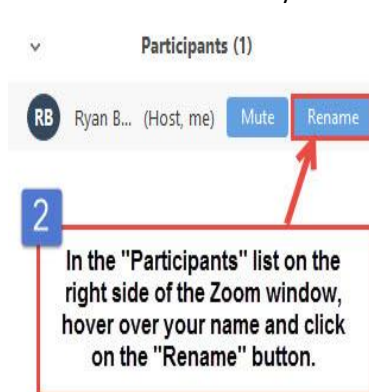 Participants (1)
RB Ryan B... (Host, me) Mute Rename
2
In the "Participants" list on the
right side of the Zoom window,
hover over your name and click
on the "Rename" button.